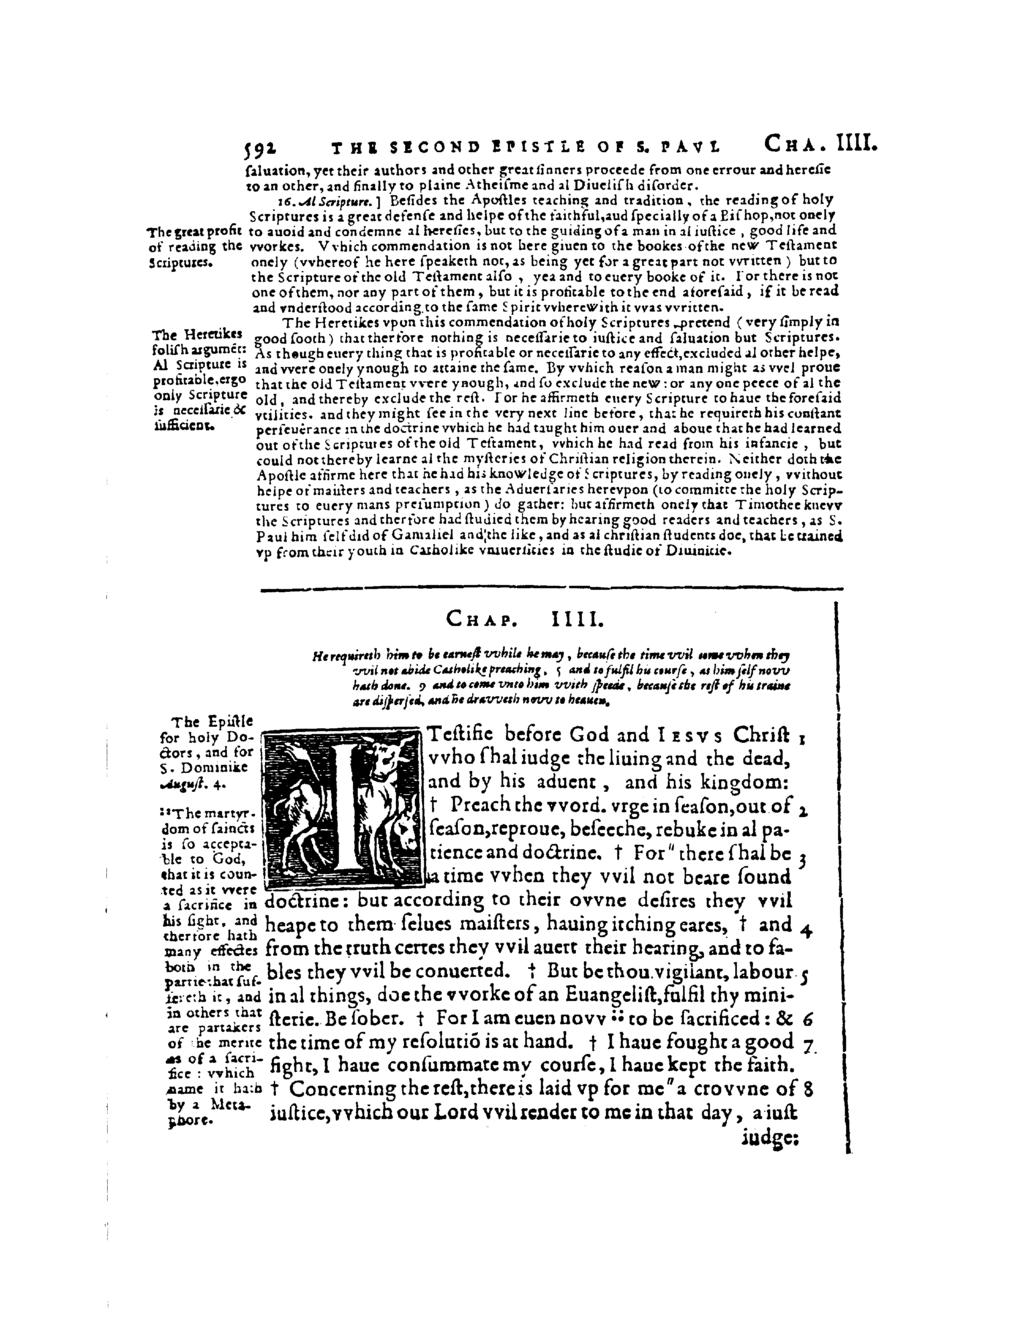 592 THE SECOND EPISTLE OF S. PAVL CHA. IIII.
ſaluation, yet their authors and other great ſinners proceede from one errour and hereſie
to an other, and finally to plaine Atheiſme and al Diueliſh diſorder.
16. Al Scripture. ] Beſides the Apoſtles teaching and tradition, the reading of holy
Scriptures is a great defenſe and helpe of the faithful, aud ſpecially of a Biſhop, not onely
to auoid and condemne al hereſies, but to the guiding of a man in al iuſtice, good life and
vvorkes. VVhich commendation is not here giuen to the bookes of the new Teſtament
onely (vvhereof he here ſpeaketh not, as being yet for a great part not vvritten ) but to
the Scripture of the old Teſtament alſo, yea and to euery booke of it. For there is not
one of them, nor any part of them, but it is profitable to the end aforeſaid, if it be read
and vnderſtood according to the ſame Spirit vvherewith it vvas vvritten.
The great profit
of reading the
Scriptures.
The Heretikes vpon this commendation of holy Scriptures pretend (very ſimply in
good ſooth) that therfore nothing is neceſſarie to iuſtice and ſaluation but Scriptures.
As though euery thing that is profitable or neceſſarie to any effect, excluded al other helpe,
and vvere onely ynough to attaine the ſame. By vvhich reaſon a man might as vvel proue
that the old Teſtament vvere ynough, and ſo exclude the new: or any one peece of al the
old, and thereby exclude the reſt. For he affirmeth euery Scripture to haue the foreſaid
vtilities. and they might ſee in the very next line before, that he requireth his conſtant
perſeuêrance in the doctrine vvhich he had taught him ouer and aboue that he had learned
out of the Scriptures of the old Teſtament, vvhich he had read from his infancie, but
could not thereby learne al the myſteries of Chriſtian religion therein. Neither doth the
Apoſtle affirme here that he had his knowledge of Scriptures, by reading onely, vvithout
helpe of maiſters and teachers, as the Aduerſaries herevpon (to committe the holy Scrip-
tures to euery mans preſumption) do gather: but affirmeth onely that Timothee knevv
the Scriptures and therfore had ſtudied them by hearing good readers and teachers, as S.
Paul him ſelf did of Gamaliel and the like, and as al chriſtian ſtudents doe, that be trained
vp from their youth in Catholike vniuerſities in the ſtudie of Diuinitie.
The Heretikes
foliſh argumēt:
Al Scripture is
profitable, ergo
only Scripture
is neceſſarie &
ſufficient.
CHAP. IIII.
He requireth him to be earneſt vvhile he may, becauſe the time vvil come vvhen they
vvil not abide Catholike preaching, 5 and to fulfil his courſe, as him ſelf novv
hath done. 9 and to come vnto him vvith ſpeede, becauſe the reſt of his traine
are diſperſed, and he dravveth novv to heauen.
The Epiſtle
for holy Do-
ctors, and for
S. Dominike
Auguſt. 4.
I Teſtifie before God and IESVS Chriſt 1
vvho ſhal iudge the liuing and the dead,
and by his aduent, and his kingdom:
† Preach the vvord. vrge in ſeaſon, out of 2
ſeaſon, reproue, beſeeche, rebuke in al pa-
tience and doctrine. † For " there ſhal be 3
a time vvhen they vvil not beare ſound
doctrine: but according to their ovvne deſires they vvil
heape to them ſelues maiſters, hauing itching eares, † and 4
from the truth certes they vvil auert their hearing, and to fa-
bles they vvil be conuerted. † But be thou vigilant, labour 5
in al things, doe the vvorke of an Euangeliſt, fulfil thy mini-
ſterie. Be ſober. † For I am euen novv :: to be ſacrificed: & 6
the time of my reſolutiō is at hand. † I haue fought a good 7
fight, I haue conſummate my courſe, I haue kept the faith.
† Concerning the reſt, there is laid vp for me " a crovvne of 8
iuſtice, vvhich our Lord vvil render to me in that day, a iuſt
iudge:
:: The martyr-
dom of ſaincts
is ſo accepta-
ble to God,
that it is coun-
ted as it vvere
a ſacrifice in
his ſight, and
therfore hath
many effectes
both in the
partie that ſuf-
fereth it, and
in others that
are partakers
of the merite
as of a ſacri-
fice: vvhich
name it hath
by a Meta-
phore.